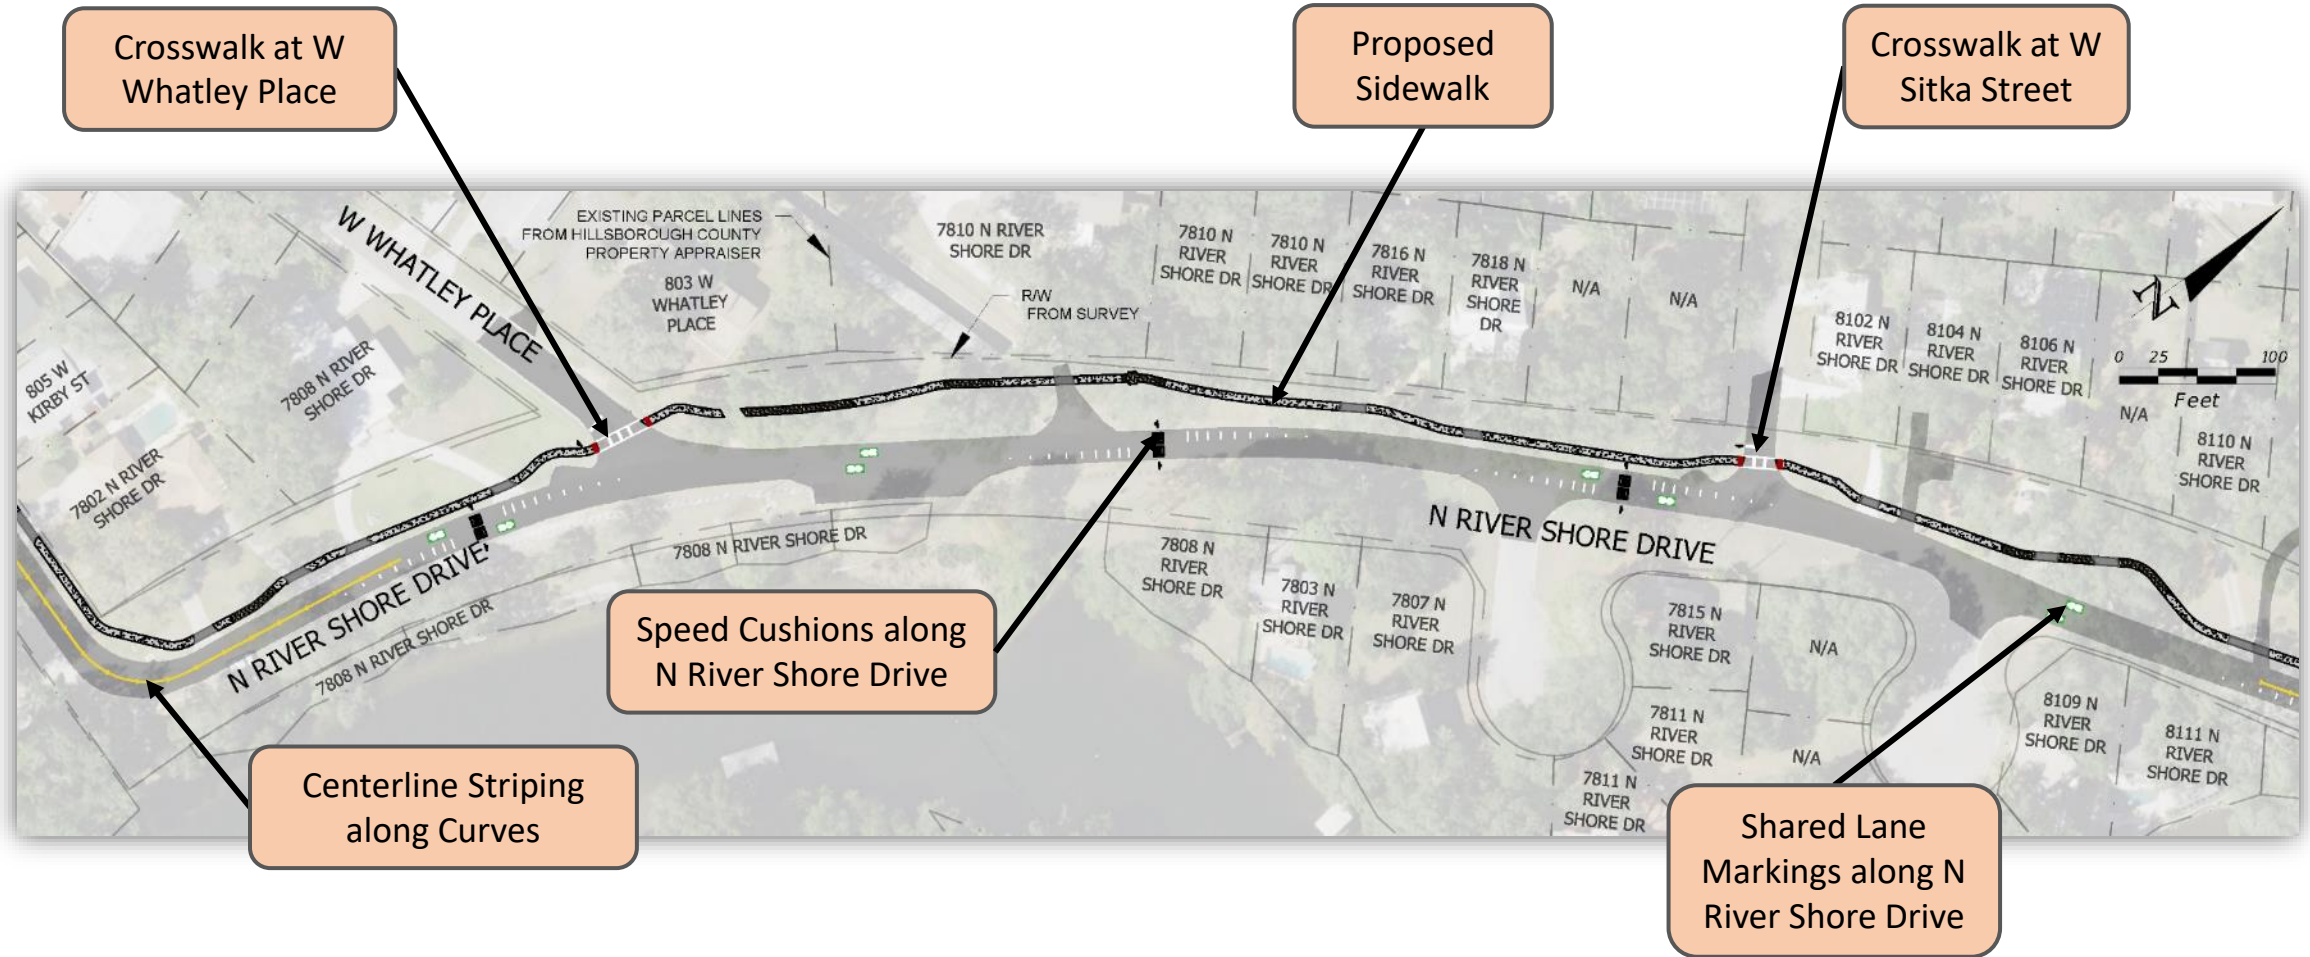 Crosswalk at W
Whatley Place
Proposed
Sidewalk
Crosswalk at W
Sitka Street
W WHATLEY PLACE
EXISTING PARCEL LINES
FROM HILLSBOROUGH COUNTY
PROPERTY APPRAISER
803 W
WHATLEY
PLACE
7810 N RIVER
SHORE DR
R/W
FROM SURVEY
7810 N
RIVER
SHORE DR
7810 N
RIVER
SHORE DR
7816 N
RIVER
SHORE DR
7818 N
RIVER
SHORE
DR
N/A
N/A
8102 N
RIVER
SHORE DR
8104 N
RIVER
SHORE DR
8106 N
RIVER
SHORE DR
N
0 25 100
Feet
N/A
8110 N
RIVER
SHORE DR
805 W
KIRBY ST
7808 N RIVER
SHORE DR
7802 N RIVER
SHORE DR
N RIVER SHORE DRIVE
7808 N RIVER SHORE DR
7808 N RIVER SHORE DR
N RIVER SHORE DRIVE
7808 N
RIVER
SHORE DR
7803 N
RIVER
SHORE DR
7807 N
RIVER
SHORE DR
7815 N
RIVER
SHORE DR
N/A
7811 N
RIVER
SHORE DR
N/A
7811 N
RIVER
SHORE DR
8109 N
RIVER
SHORE DR
8111 N
RIVER
SHORE DR
Speed Cushions along
N River Shore Drive
Centerline Striping
along Curves
Shared Lane
Markings along N
River Shore Drive